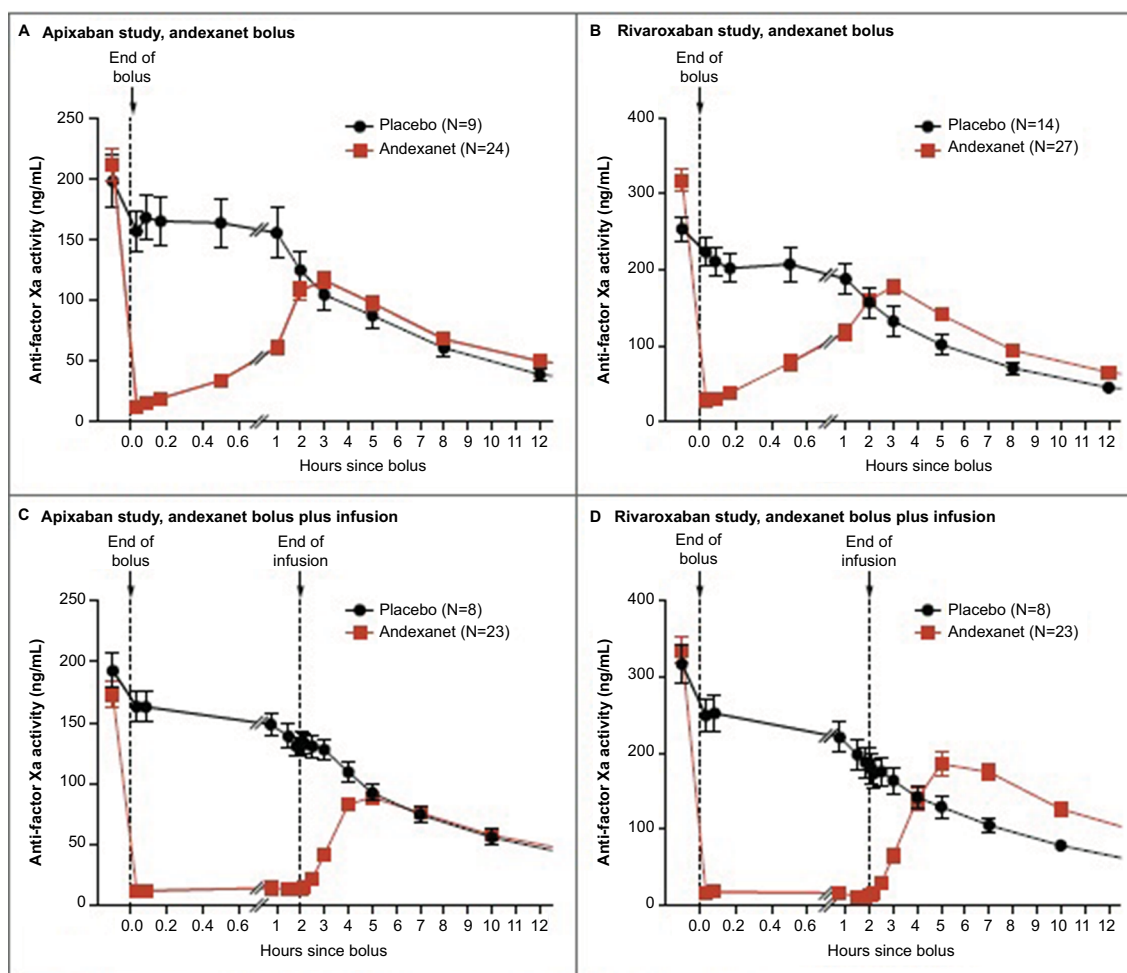 A Apixaban study, andexanet bolus
End of
bolus
Placebo (N=9)
Andexanet (N=24)
Anti-factor Xa activity (ng/mL)
250
200
150
100
50
0
0.0 0.2 0.4 0.6 1 2 3 4 5 6 7 8 9 10 11 12
Hours since bolus
B Rivaroxaban study, andexanet bolus
End of
bolus
Placebo (N=14)
Andexanet (N=27)
Anti-factor Xa activity (ng/mL)
400
300
200
100
0
0.0 0.2 0.4 0.6 1 2 3 4 5 6 7 8 9 10 11 12
Hours since bolus
C Apixaban study, andexanet bolus plus infusion
End of
bolus
End of
infusion
Placebo (N=8)
Andexanet (N=23)
Anti-factor Xa activity (ng/mL)
250
200
150
100
50
0
0.0 0.2 0.4 0.6 1 2 3 4 5 6 7 8 9 10 11 12
Hours since bolus
D Rivaroxaban study, andexanet bolus plus infusion
End of
bolus
End of
infusion
Placebo (N=8)
Andexanet (N=23)
Anti-factor Xa activity (ng/mL)
400
300
200
100
0
0.0 0.2 0.4 0.6 1 2 3 4 5 6 7 8 9 10 11 12
Hours since bolus